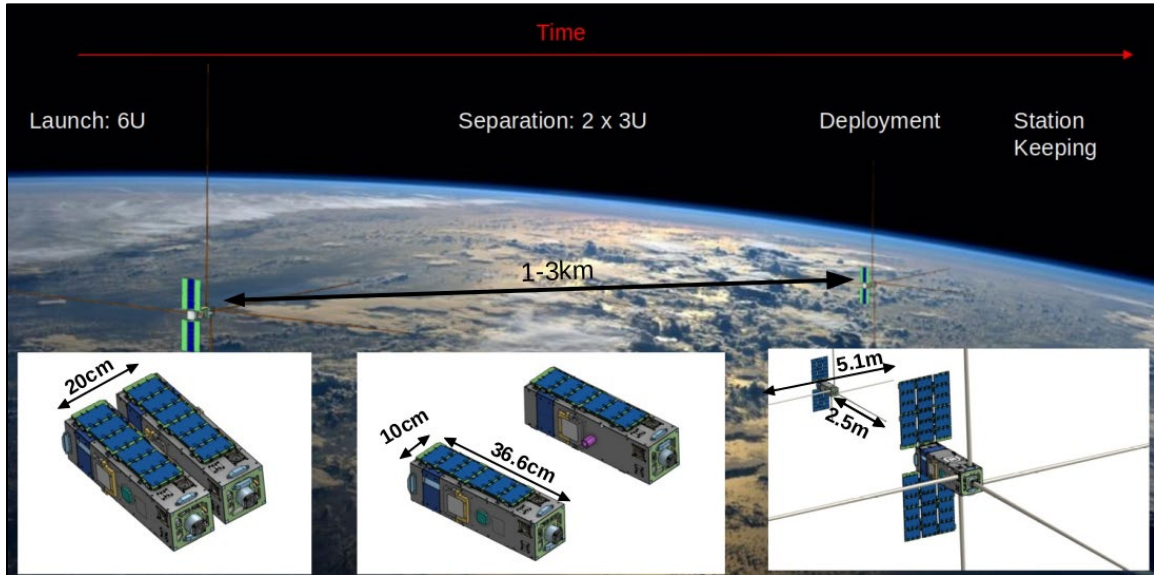 Time
Launch: 6U
Separation: 2 x 3U
Deployment
Station
Keeping
1-3km
20cm
10cm
36.6cm
5.1m
2.5m